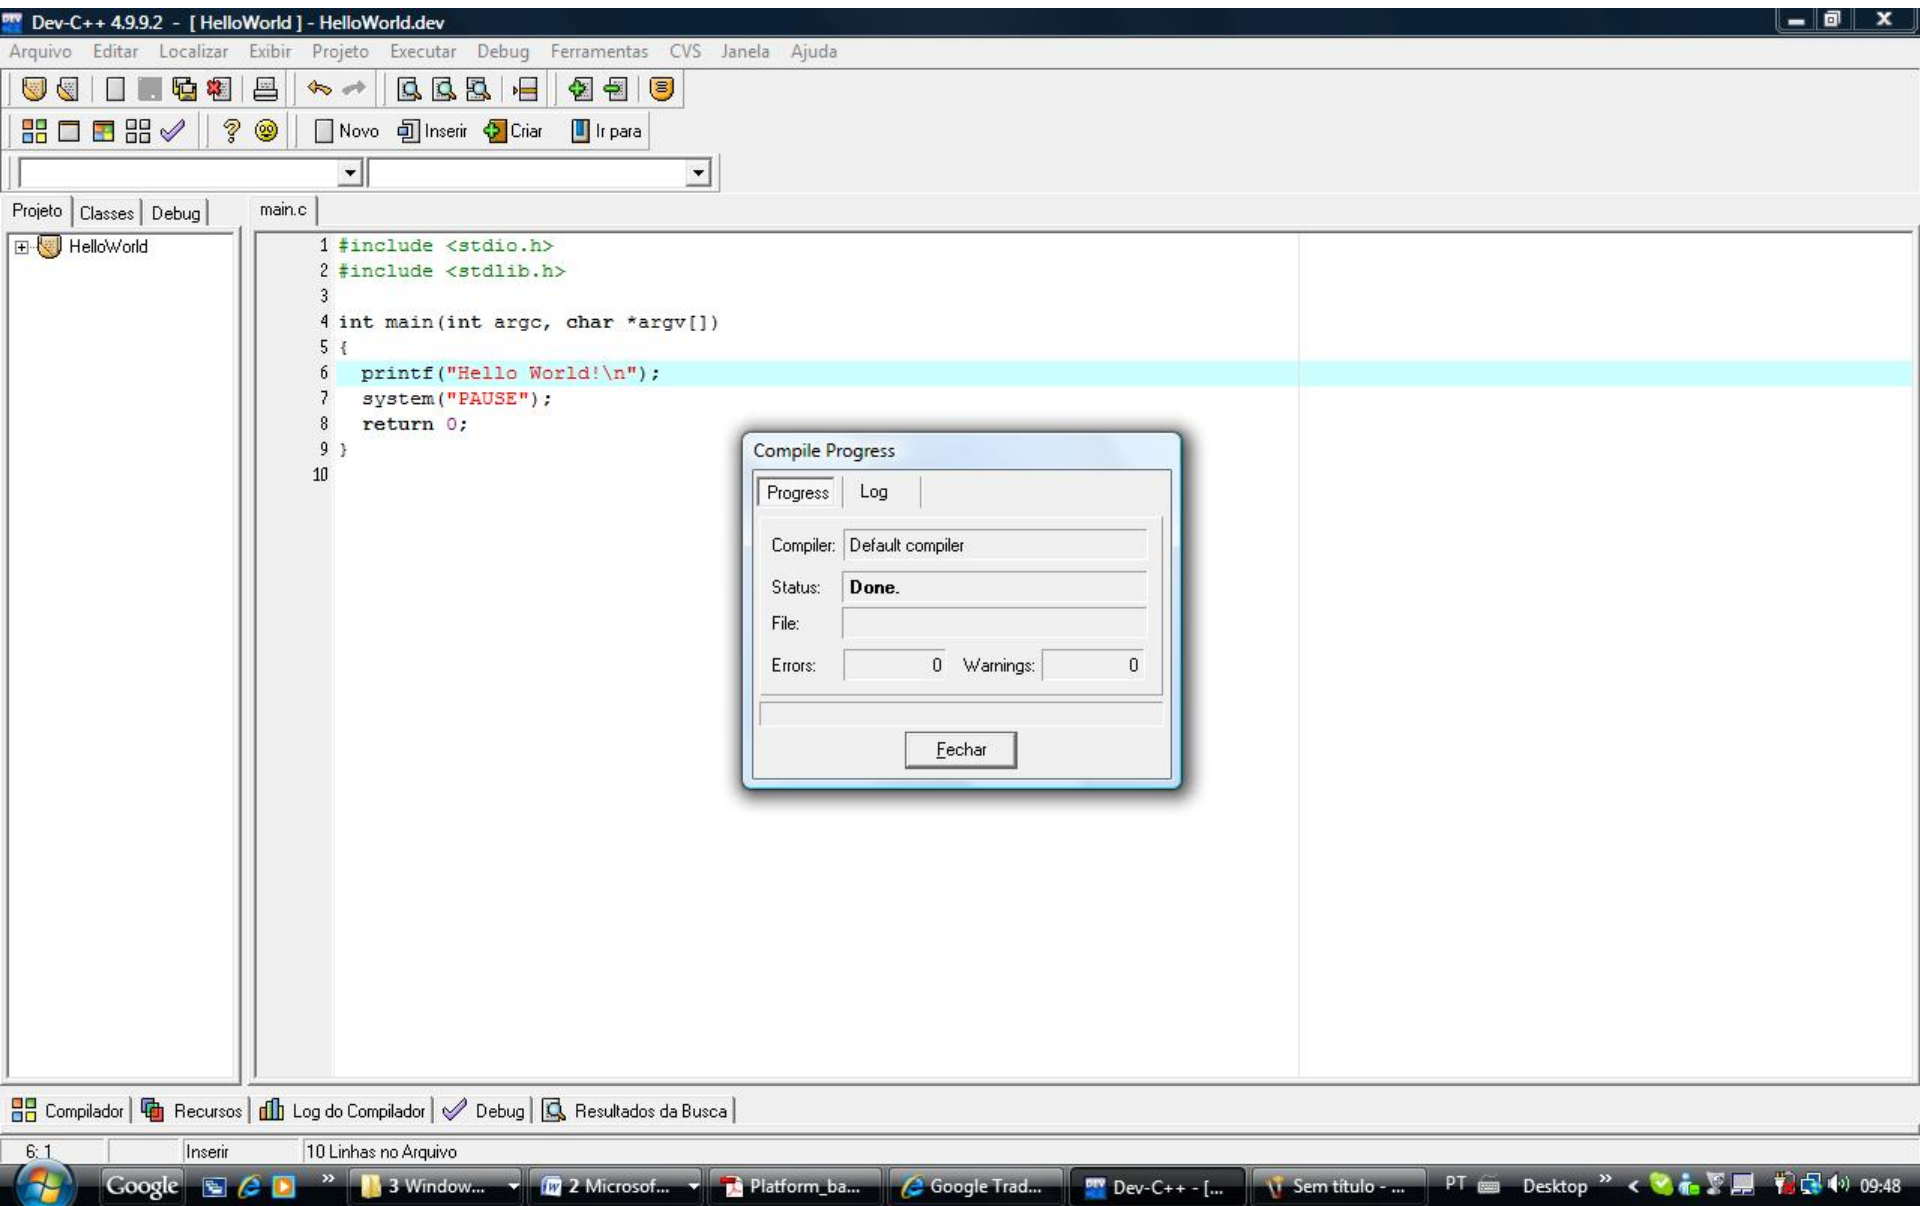 Dev-C++ 4.9.9.2 - [ HelloWorld ] - HelloWorld.dev
Arquivo Editar Localizar Exibir Projeto Executar Debug Ferramentas CVS Janela Ajuda
Novo Inserir Criar Ir para
Projeto Classes Debug main.c
HelloWorld
1 #include <stdio.h>
2 #include <stdlib.h>
3
4 int main(int argc, char *argv[])
5 {
6 printf("Hello World!\n");
7 system("PAUSE");
8 return 0;
9 }
10
Compile Progress
Progress Log
Compiler: Default compiler
Status: Done.
File:
Errors: 0 Warnings: 0
Fechar
Compilador Recursos Log do Compilador Debug Resultados da Busca
6: 1 Inserir 10 Linhas no Arquivo
Google » 3 Window... 2 Microsof... Platform_ba... Google Trad... Dev-C++ - [... Sem título - ... PT Desktop » < 09:48